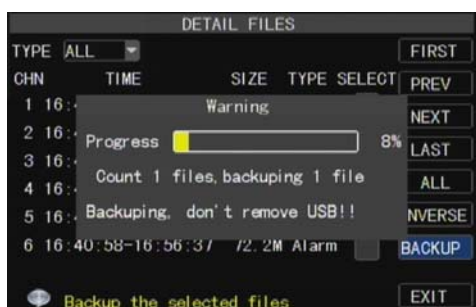 DETAIL FILES
TYPE ALL FIRST
CHN TIME SIZE TYPE SELECT PREV
1 16: Warning NEXT
2 16: Progress 8%
3 16: LAST
Count 1 files,backuping 1 file
4 16: ALL
5 16: Backuping, don't remove USB!! NVERSE
6 16:40:58-16:56:37 72.2M Alarm BACKUP
Backup the selected files EXIT